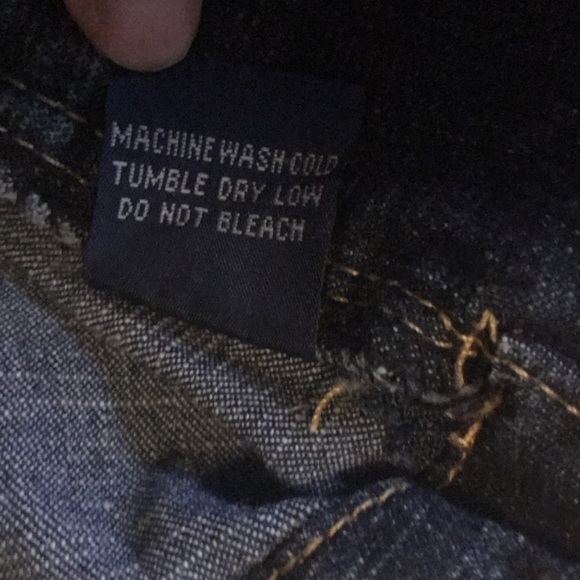 MACHINE WASH COLD
TUMBLE DRY LOW
DO NOT BLEACH